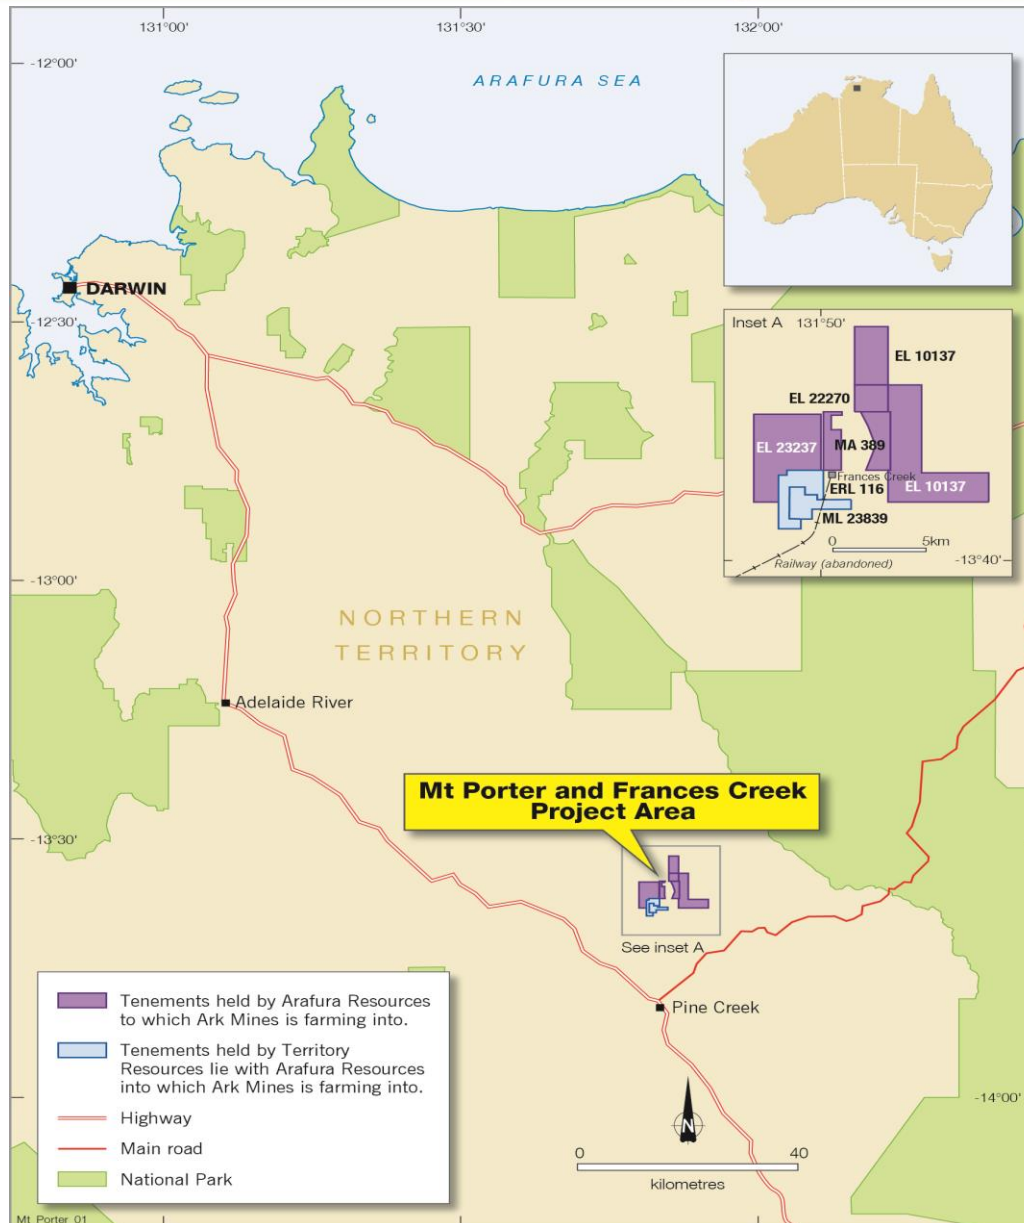 131°00'
131°30'
132°00'
-12°00'
ARAFURA SEA
DARWIN
-12°30'
Inset A
131°50'
EL 10137
EL 22270
EL 23237
MA 389
Frances Creek
EL 10137
ERL 116
ML 23839
0
5km
Railway (abandoned)
-13°40'
-13°00'
NORTHERN
TERRITORY
Adelaide River
Mt Porter and Frances Creek
Project Area
-13°30'
See inset A
Pine Creek
-14°00'
Tenements held by Arafura Resources
to which Ark Mines is farming into.
Tenements held by Territory
Resources lie with Arafura Resources
into which Ark Mines is farming into.
Highway
Main road
National Park
N
0
40
kilometres
Mt_Porter_01